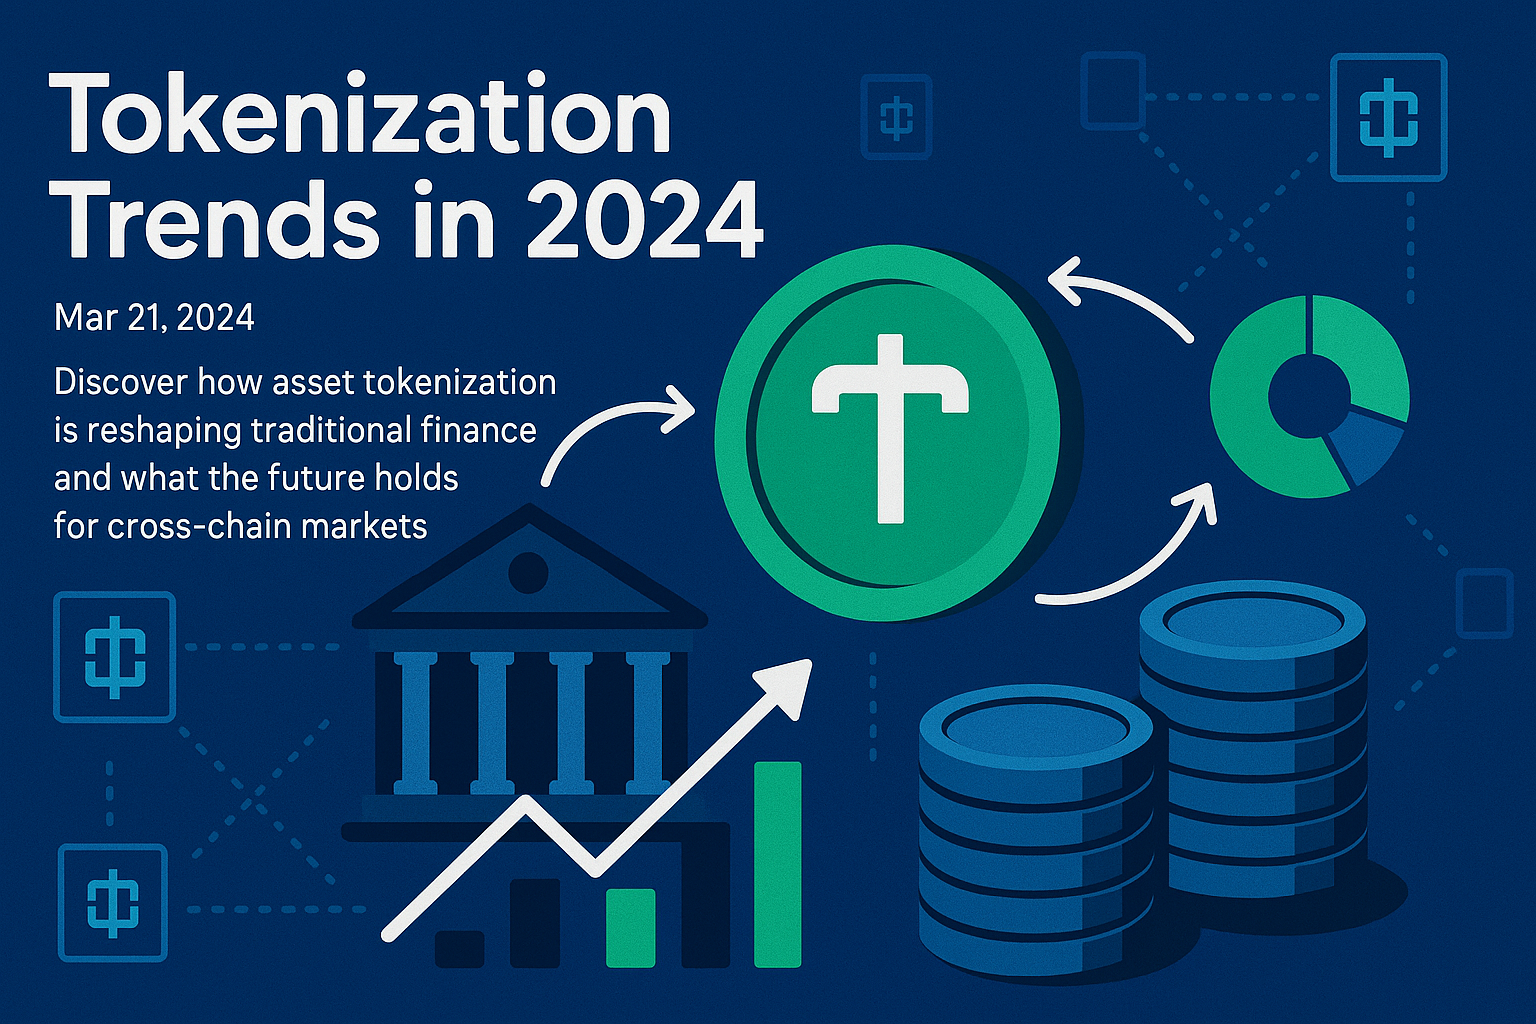 Tokenization
Trends in 2024
Mar 21, 2024
Discover how asset tokenization
is reshaping traditional finance
and what the future holds
for cross-chain markets